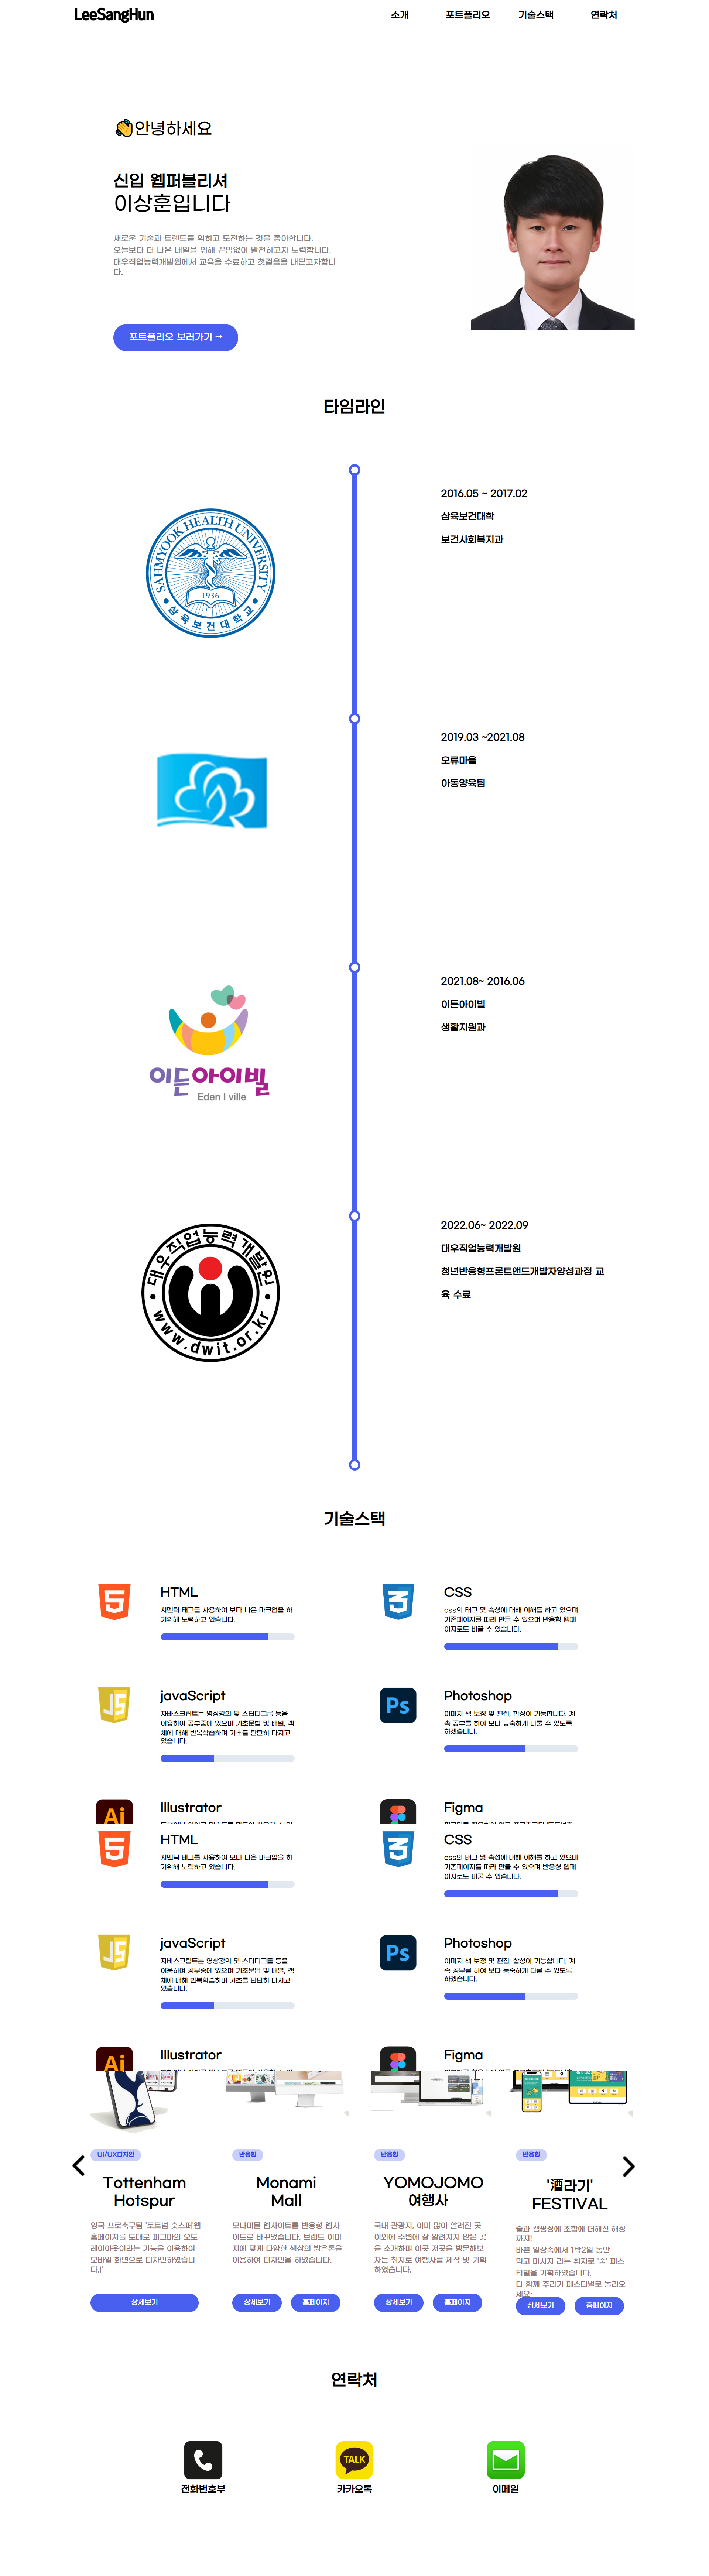 LeeSangHun
소개 포트폴리오 기술스택 연락처
👋안녕하세요
신입 웹퍼블리셔
이상훈입니다
새로운 기술과 트렌드를 익히고 도전하는 것을 좋아합니다.
오늘보다 더 나은 내일을 위해 끈임없이 발전하고자 노력합니다.
대우직업능력개발원에서 교육을 수료하고 첫걸음을 내딛고자합니
다.
포트폴리오 보러가기 →
타임라인
SAHMYOOK HEALTH UNIVERSITY
1936
삼육보건대학교
2016.05 ~ 2017.02
삼육보건대학
보건사회복지과
2019.03 ~2021.08
오류마을
아동양육팀
이든아이빌
Eden I ville
2021.08~ 2016.06
이든아이빌
생활지원과
대우직업능력개발원
www.dwit.or.kr
2022.06~ 2022.09
대우직업능력개발원
청년반응형프론트앤드개발자양성과정 교
육 수료
기술스택
HTML
시멘틱 태그를 사용하여 보다 나은 마크업을 하
기위해 노력하고 있습니다.
CSS
css의 태그 및 속성에 대해 이해를 하고 있으며
기존페이지를 따라 만들 수 있으며 반응형 웹페
이지로도 바꿀 수 있습니다.
JS
javaScript
자바스크립트는 영상강의 및 스터디그룹 등을
이용하여 공부중에 있으며 기초문법 및 배열, 객
체에 대해 반복학습하며 기초를 탄탄히 다지고
있습니다.
Ps
Photoshop
이미지 색 보정 및 편집, 합성이 가능합니다. 계
속 공부를 하여 보다 능숙하게 다룰 수 있도록
하겠습니다.
Ai
Illustrator
Figma
HTML
시멘틱 태그를 사용하여 보다 나은 마크업을 하
기위해 노력하고 있습니다.
CSS
css의 태그 및 속성에 대해 이해를 하고 있으며
기존페이지를 따라 만들 수 있으며 반응형 웹페
이지로도 바꿀 수 있습니다.
JS
javaScript
자바스크립트는 영상강의 및 스터디그룹 등을
이용하여 공부중에 있으며 기초문법 및 배열, 객
체에 대해 반복학습하며 기초를 탄탄히 다지고
있습니다.
Ps
Photoshop
이미지 색 보정 및 편집, 합성이 가능합니다. 계
속 공부를 하여 보다 능숙하게 다룰 수 있도록
하겠습니다.
Ai
Illustrator
Figma
UI/UX디자인
Tottenham
Hotspur
영국 프로축구팀 '토트넘 홋스퍼'앱
홈페이지를 토대로 피그마의 오토
레이아웃이라는 기능을 이용하여
모바일 화면으로 디자인하였습니
다.!'
상세보기
반응형
Monami
Mall
모나미몰 웹사이트를 반응형 웹사
이트로 바꾸었습니다. 브랜드 이미
지에 맞게 다양한 색상의 밝은톤을
이용하여 디자인을 하였습니다.
상세보기 홈페이지
반응형
YOMOJOMO
여행사
국내 관광지, 이미 많이 알려진 곳
이외에 주변에 잘 알려지지 않은 곳
을 소개하며 이곳 저곳을 방문해보
자는 취지로 여행사를 제작 및 기획
하였습니다.
상세보기 홈페이지
반응형
'酒라기'
FESTIVAL
술과 캠핑장에 조합에 더해진 해장
까지!
바쁜 일상속에서 1박2일 동안
먹고 마시자 라는 취지로 '술' 페스
티벌을 기획하였습니다.
다 함께 주라기 페스티벌로 놀러오
세요~
상세보기 홈페이지
연락처
TALK
전화번호부 카카오톡 이메일